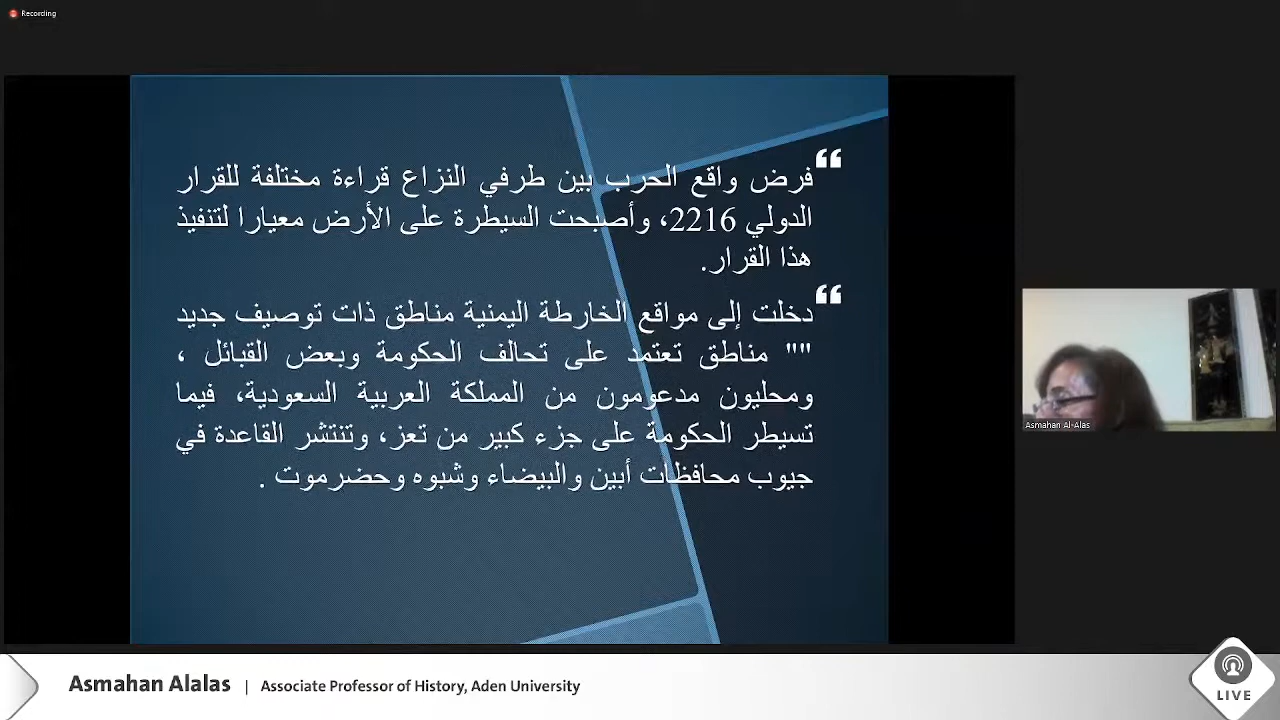 Recording
❝ فرض واقع الحرب بين طرفي النزاع قراءة مختلفة للقرار
الدولي 2216، وأصبحت السيطرة على الأرض معيارا لتنفيذ
هذا القرار.
❝ دخلت إلى مواقع الخارطة اليمنية مناطق ذات توصيف جديد
"" مناطق تعتمد على تحالف الحكومة وبعض القبائل ،
ومحليون مدعومون من المملكة العربية السعودية، فيما
تسيطر الحكومة على جزء كبير من تعز، وتنتشر القاعدة في
جيوب محافظات أبين والبيضاء وشبوه وحضرموت .
Asmahan Al-Alas
Asmahan Alalas | Associate Professor of History, Aden University
LIVE